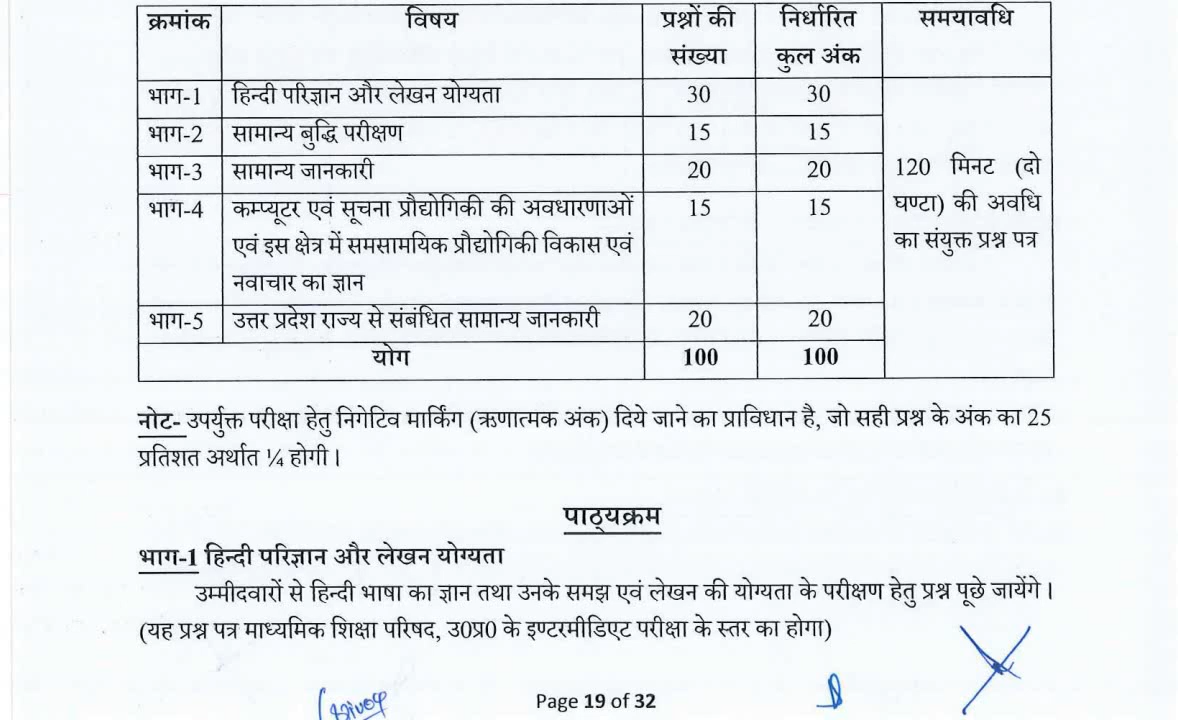 क्रमांक विषय प्रश्नों की संख्या निर्धारित कुल अंक समयावधि
भाग-1 हिन्दी परिज्ञान और लेखन योग्यता 30 30
भाग-2 सामान्य बुद्धि परीक्षण 15 15
भाग-3 सामान्य जानकारी 20 20
120 मिनट (दो
घण्टा) की अवधि
का संयुक्त प्रश्न पत्र
भाग-4 कम्प्यूटर एवं सूचना प्रौद्योगिकी की अवधारणाओं 15 15
एवं इस क्षेत्र में समसामयिक प्रौद्योगिकी विकास एवं
नवाचार का ज्ञान
भाग-5 उत्तर प्रदेश राज्य से संबंधित सामान्य जानकारी 20 20
योग 100 100
नोट- उपर्युक्त परीक्षा हेतु निगेटिव मार्किंग (ऋणात्मक अंक) दिये जाने का प्राविधान है, जो सही प्रश्न के अंक का 25
प्रतिशत अर्थात ¼ होगी।
पाठ्यक्रम
भाग-1 हिन्दी परिज्ञान और लेखन योग्यता
उम्मीदवारों से हिन्दी भाषा का ज्ञान तथा उनके समझ एवं लेखन की योग्यता के परीक्षण हेतु प्रश्न पूछे जायेंगे।
(यह प्रश्न पत्र माध्यमिक शिक्षा परिषद, उ0प्र0 के इण्टरमीडिएट परीक्षा के स्तर का होगा)
Page 19 of 32